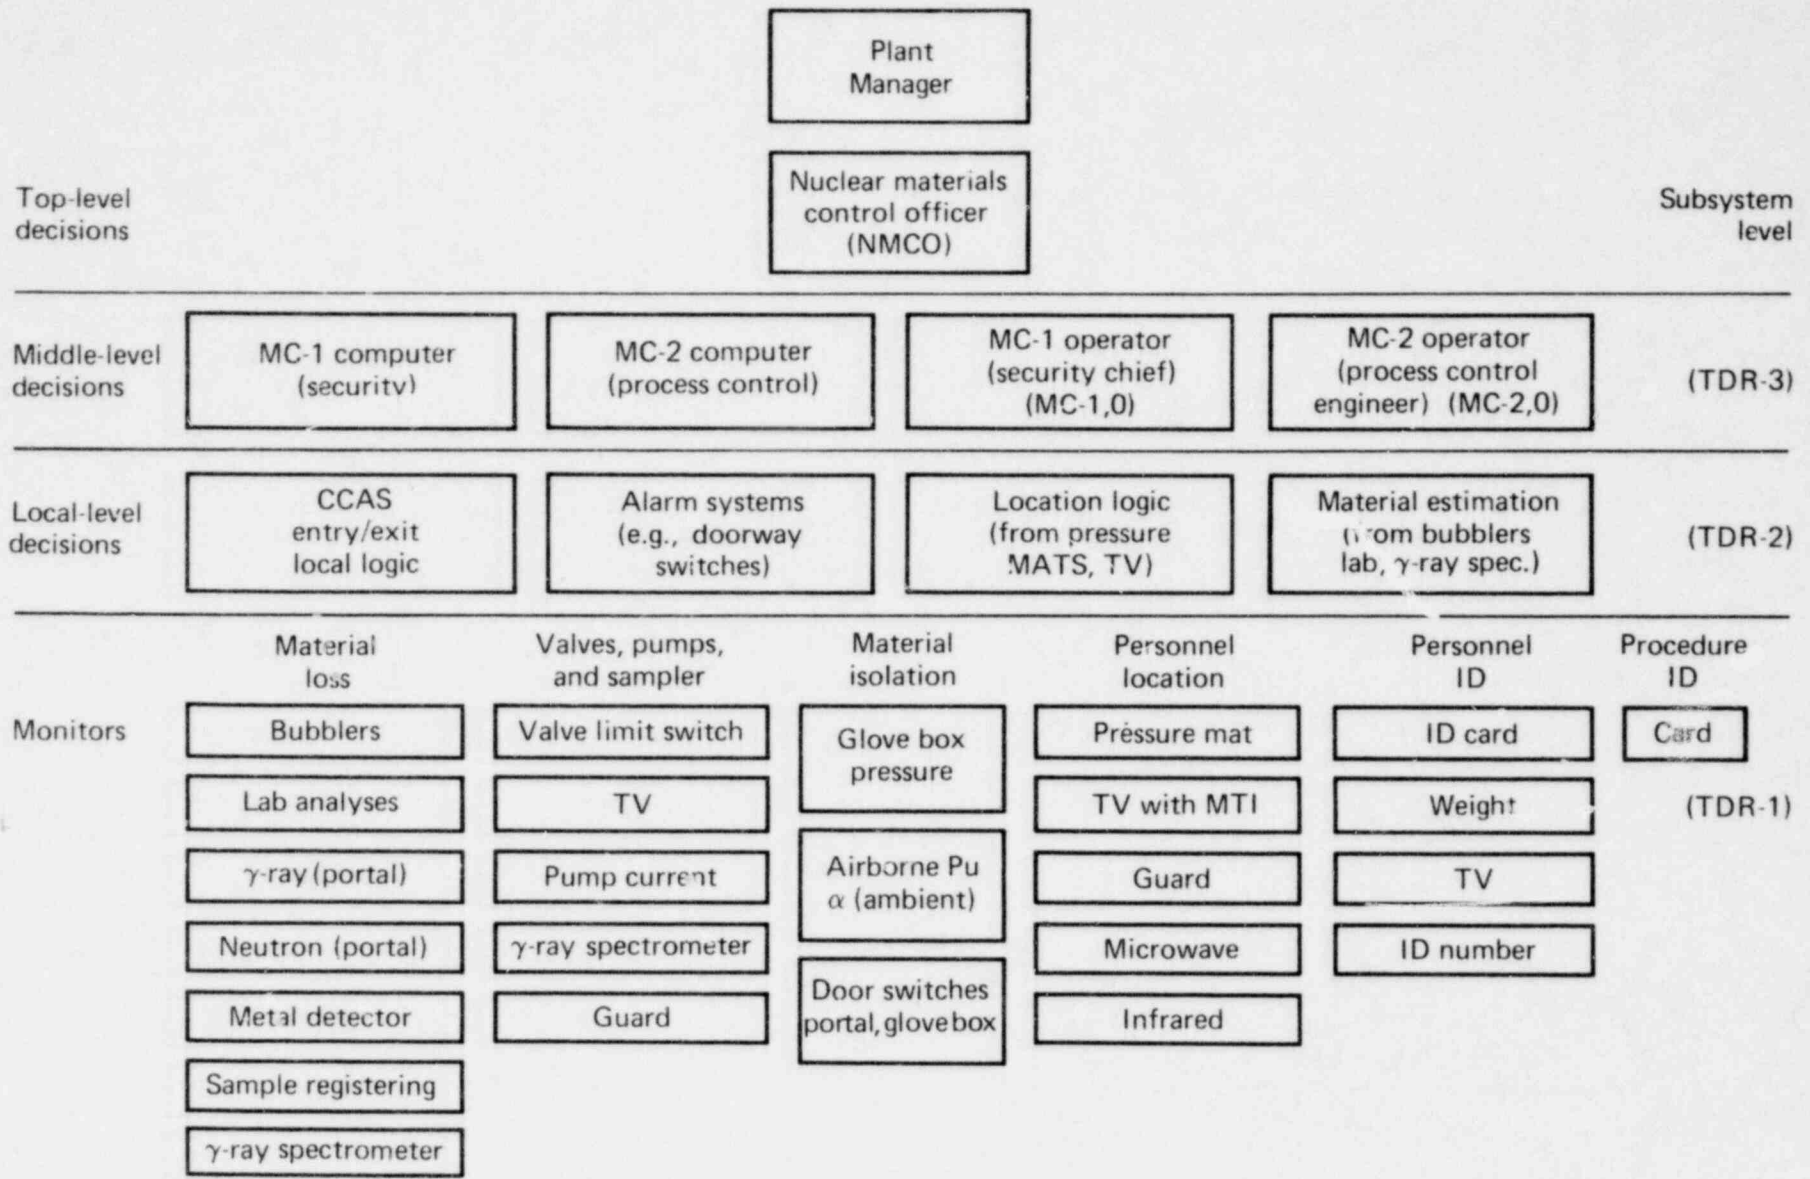 Plant
Manager
Top-level
decisions
Nuclear materials
control officer
(NMCO)
Subsystem
level
Middle-level
decisions
MC-1 computer
(security)
MC-2 computer
(process control)
MC-1 operator
(security chief)
(MC-1,0)
MC-2 operator
(process control
engineer) (MC-2,0)
(TDR-3)
Local-level
decisions
CCAS
entry/exit
local logic
Alarm systems
(e.g., doorway
switches)
Location logic
(from pressure
MATS, TV)
Material estimation
(from bubblers
lab, γ-ray spec.)
(TDR-2)
Monitors
Material
loss
Bubblers
Lab analyses
γ-ray (portal)
Neutron (portal)
Metal detector
Sample registering
γ-ray spectrometer
Valves, pumps,
and sampler
Valve limit switch
TV
Pump current
γ-ray spectrometer
Guard
Material
isolation
Glove box
pressure
Airborne Pu
α (ambient)
Door switches
portal, glove box
Personnel
location
Pressure mat
TV with MTI
Guard
Microwave
Infrared
Personnel
ID
ID card
Weight
TV
ID number
Procedure
ID
Card
(TDR-1)